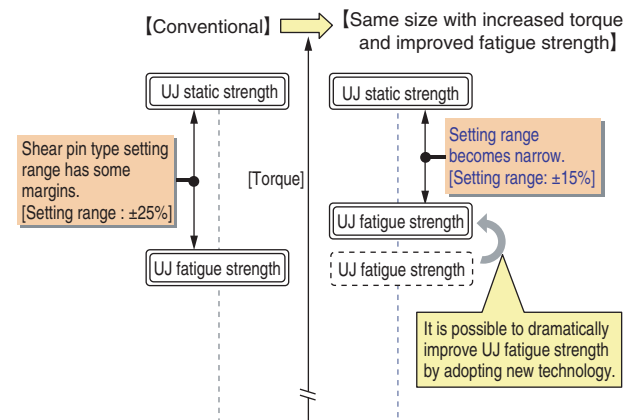 【Conventional】
【Same size with increased torque
and improved fatigue strength】
UJ static strength
UJ static strength
Shear pin type setting
range has some
margins.
[Setting range : ±25%]
[Torque]
Setting range
becomes narrow.
[Setting range: ±15%]
UJ fatigue strength
UJ fatigue strength
UJ fatigue strength
It is possible to dramatically
improve UJ fatigue strength
by adopting new technology.